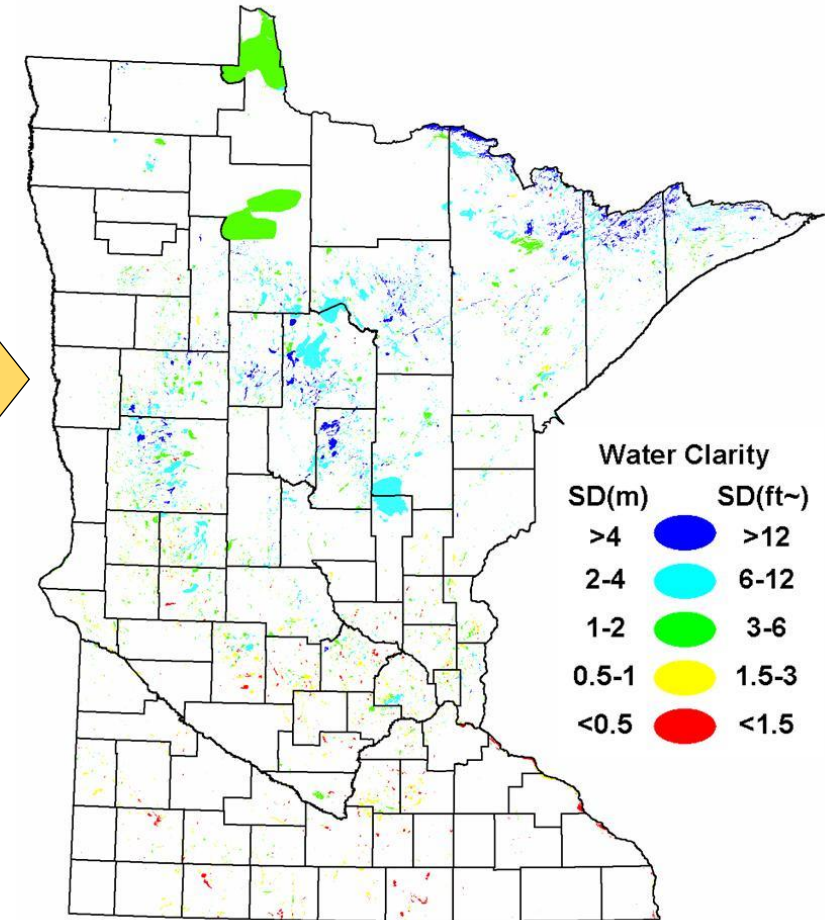 Water Clarity
SD(m) SD(ft~)
>4 >12
2-4 6-12
1-2 3-6
0.5-1 1.5-3
<0.5 <1.5